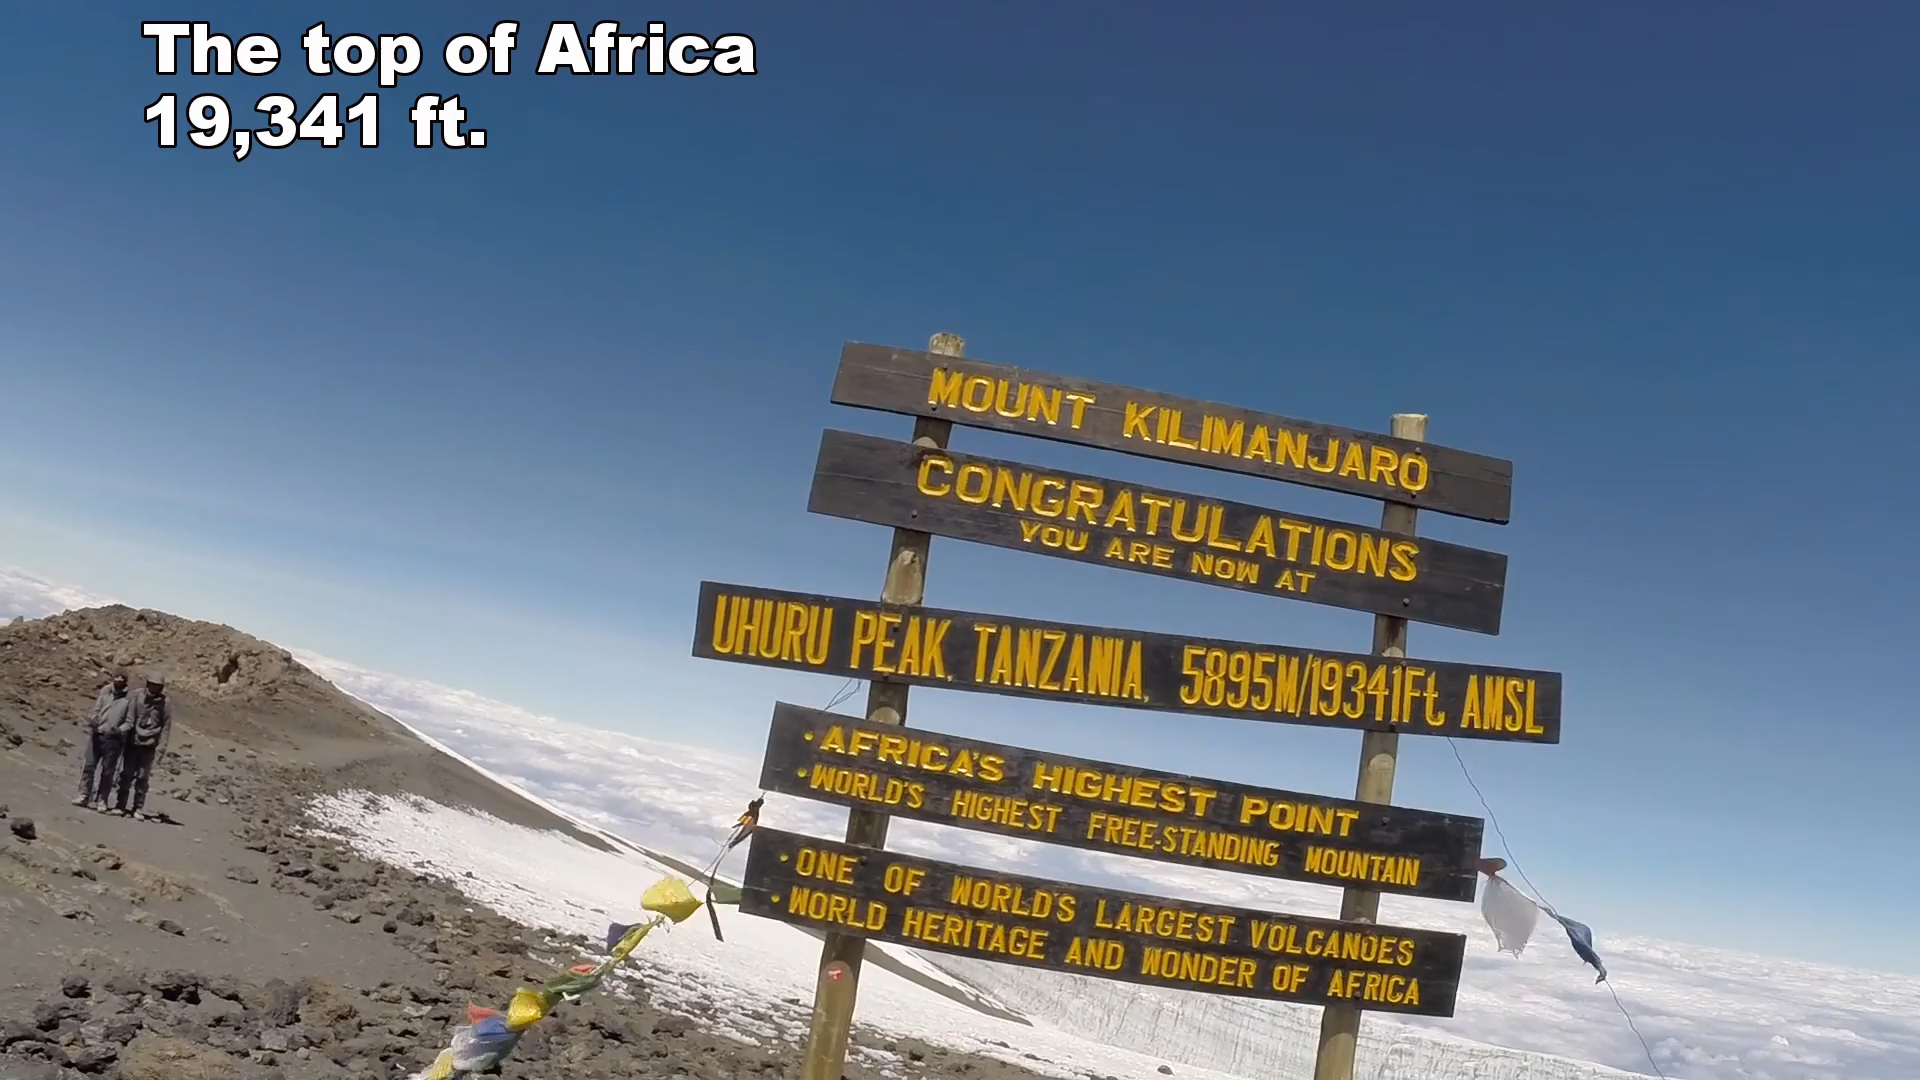 The top of Africa
19,341 ft.
MOUNT KILIMANJARO
CONGRATULATIONS
YOU ARE NOW AT
UHURU PEAK, TANZANIA, 5895M/19341Ft AMSL
• AFRICA'S HIGHEST POINT
• WORLD'S HIGHEST FREE-STANDING MOUNTAIN
• ONE OF WORLD'S LARGEST VOLCANOES
• WORLD HERITAGE AND WONDER OF AFRICA